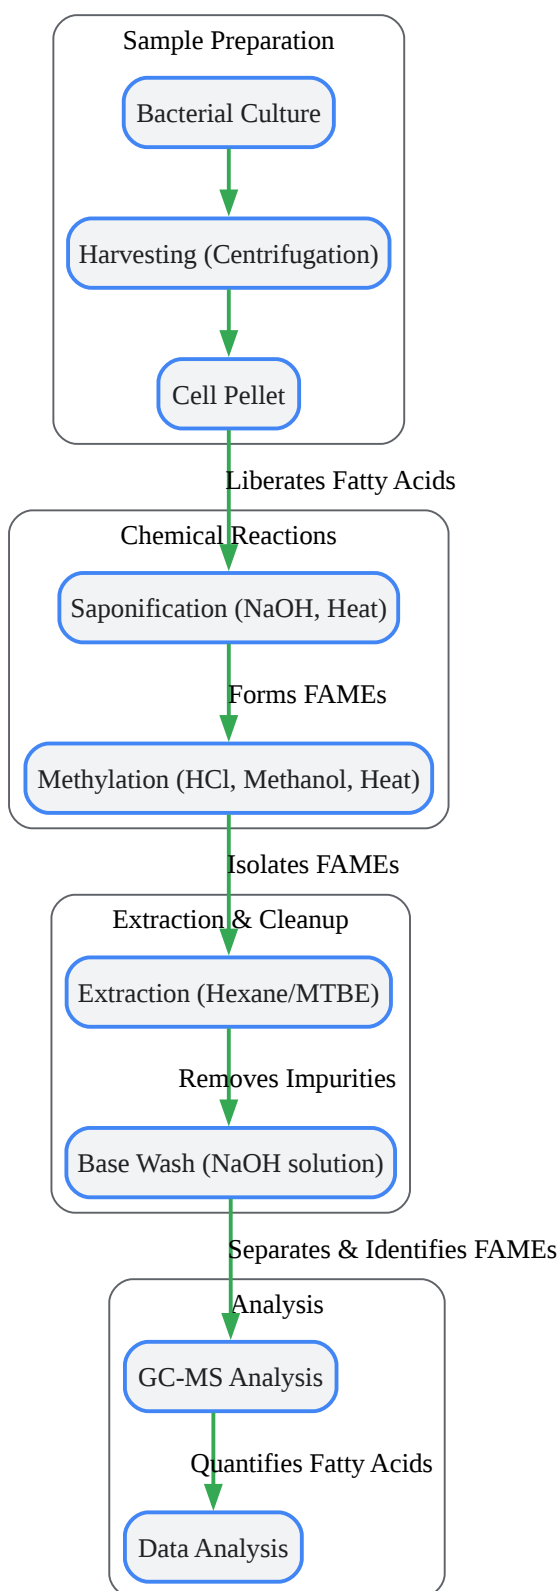 Sample Preparation
Bacterial Culture
Harvesting (Centrifugation)
Cell Pellet
Liberates Fatty Acids
Chemical Reactions
Saponification (NaOH, Heat)
Forms FAMEs
Methylation (HCl, Methanol, Heat)
Isolates FAMEs
Extraction & Cleanup
Extraction (Hexane/MTBE)
Removes Impurities
Base Wash (NaOH solution)
Separates & Identifies FAMEs
Analysis
GC-MS Analysis
Quantifies Fatty Acids
Data Analysis